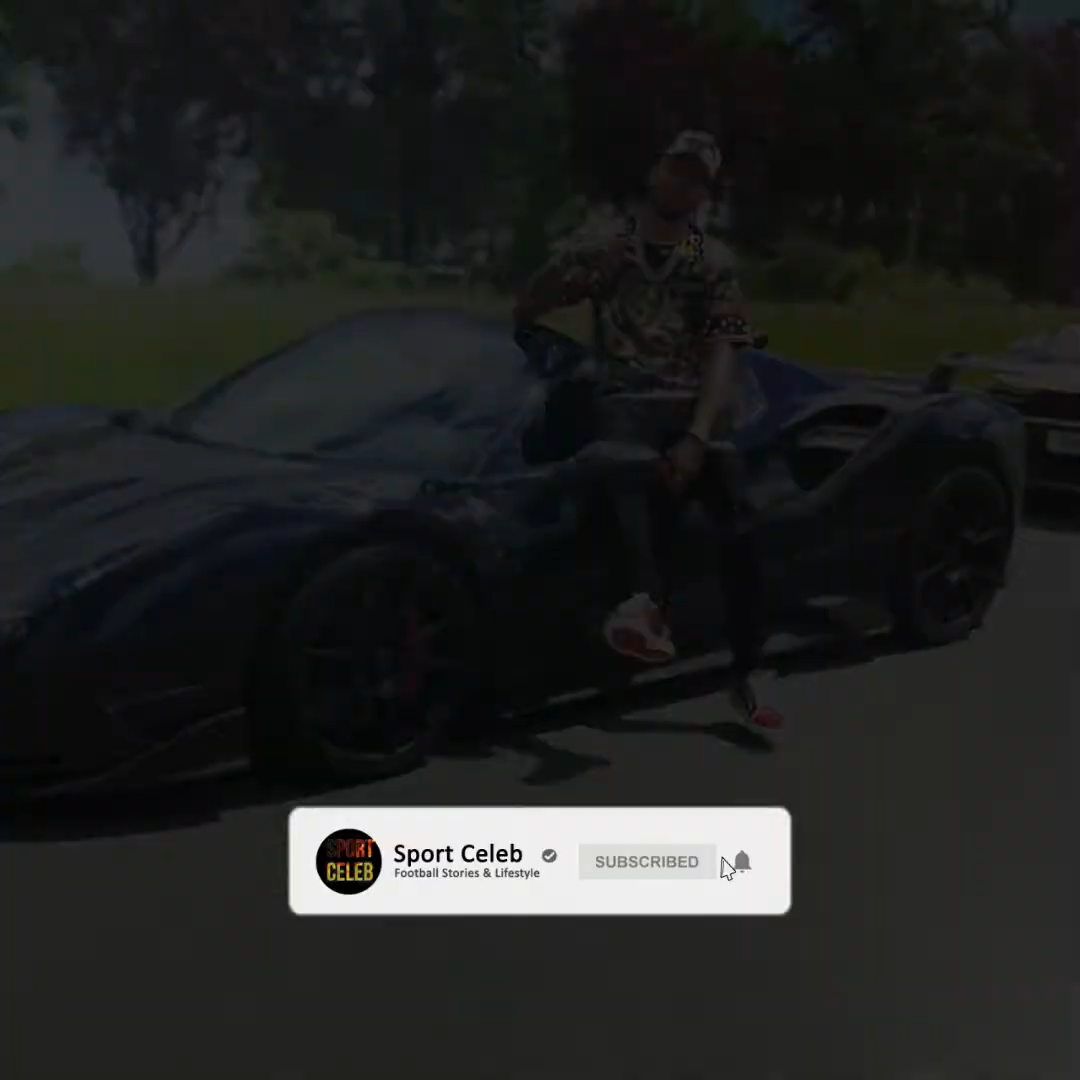 SPORT
CELEB
Sport Celeb
Football Stories & Lifestyle
SUBSCRIBED